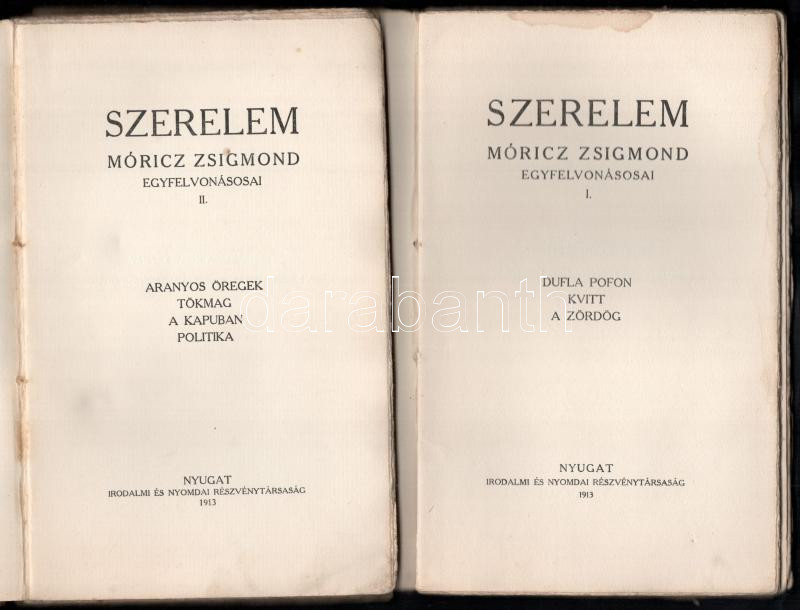 SZERELEM
MÓRICZ ZSIGMOND
EGYFELVONÁSOSAI
II.
ARANYOS ÖREGEK
TÖKMAG
A KAPUBAN
POLITIKA
NYUGAT
IRODALMI ÉS NYOMDAI RÉSZVÉNYTÁRSASÁG
1913
SZERELEM
MÓRICZ ZSIGMOND
EGYFELVONÁSOSAI
I.
DUFLA POFON
KVITT
A ZÖRDÖG
NYUGAT
IRODALMI ÉS NYOMDAI RÉSZVÉNYTÁRSASÁG
1913
darabanth